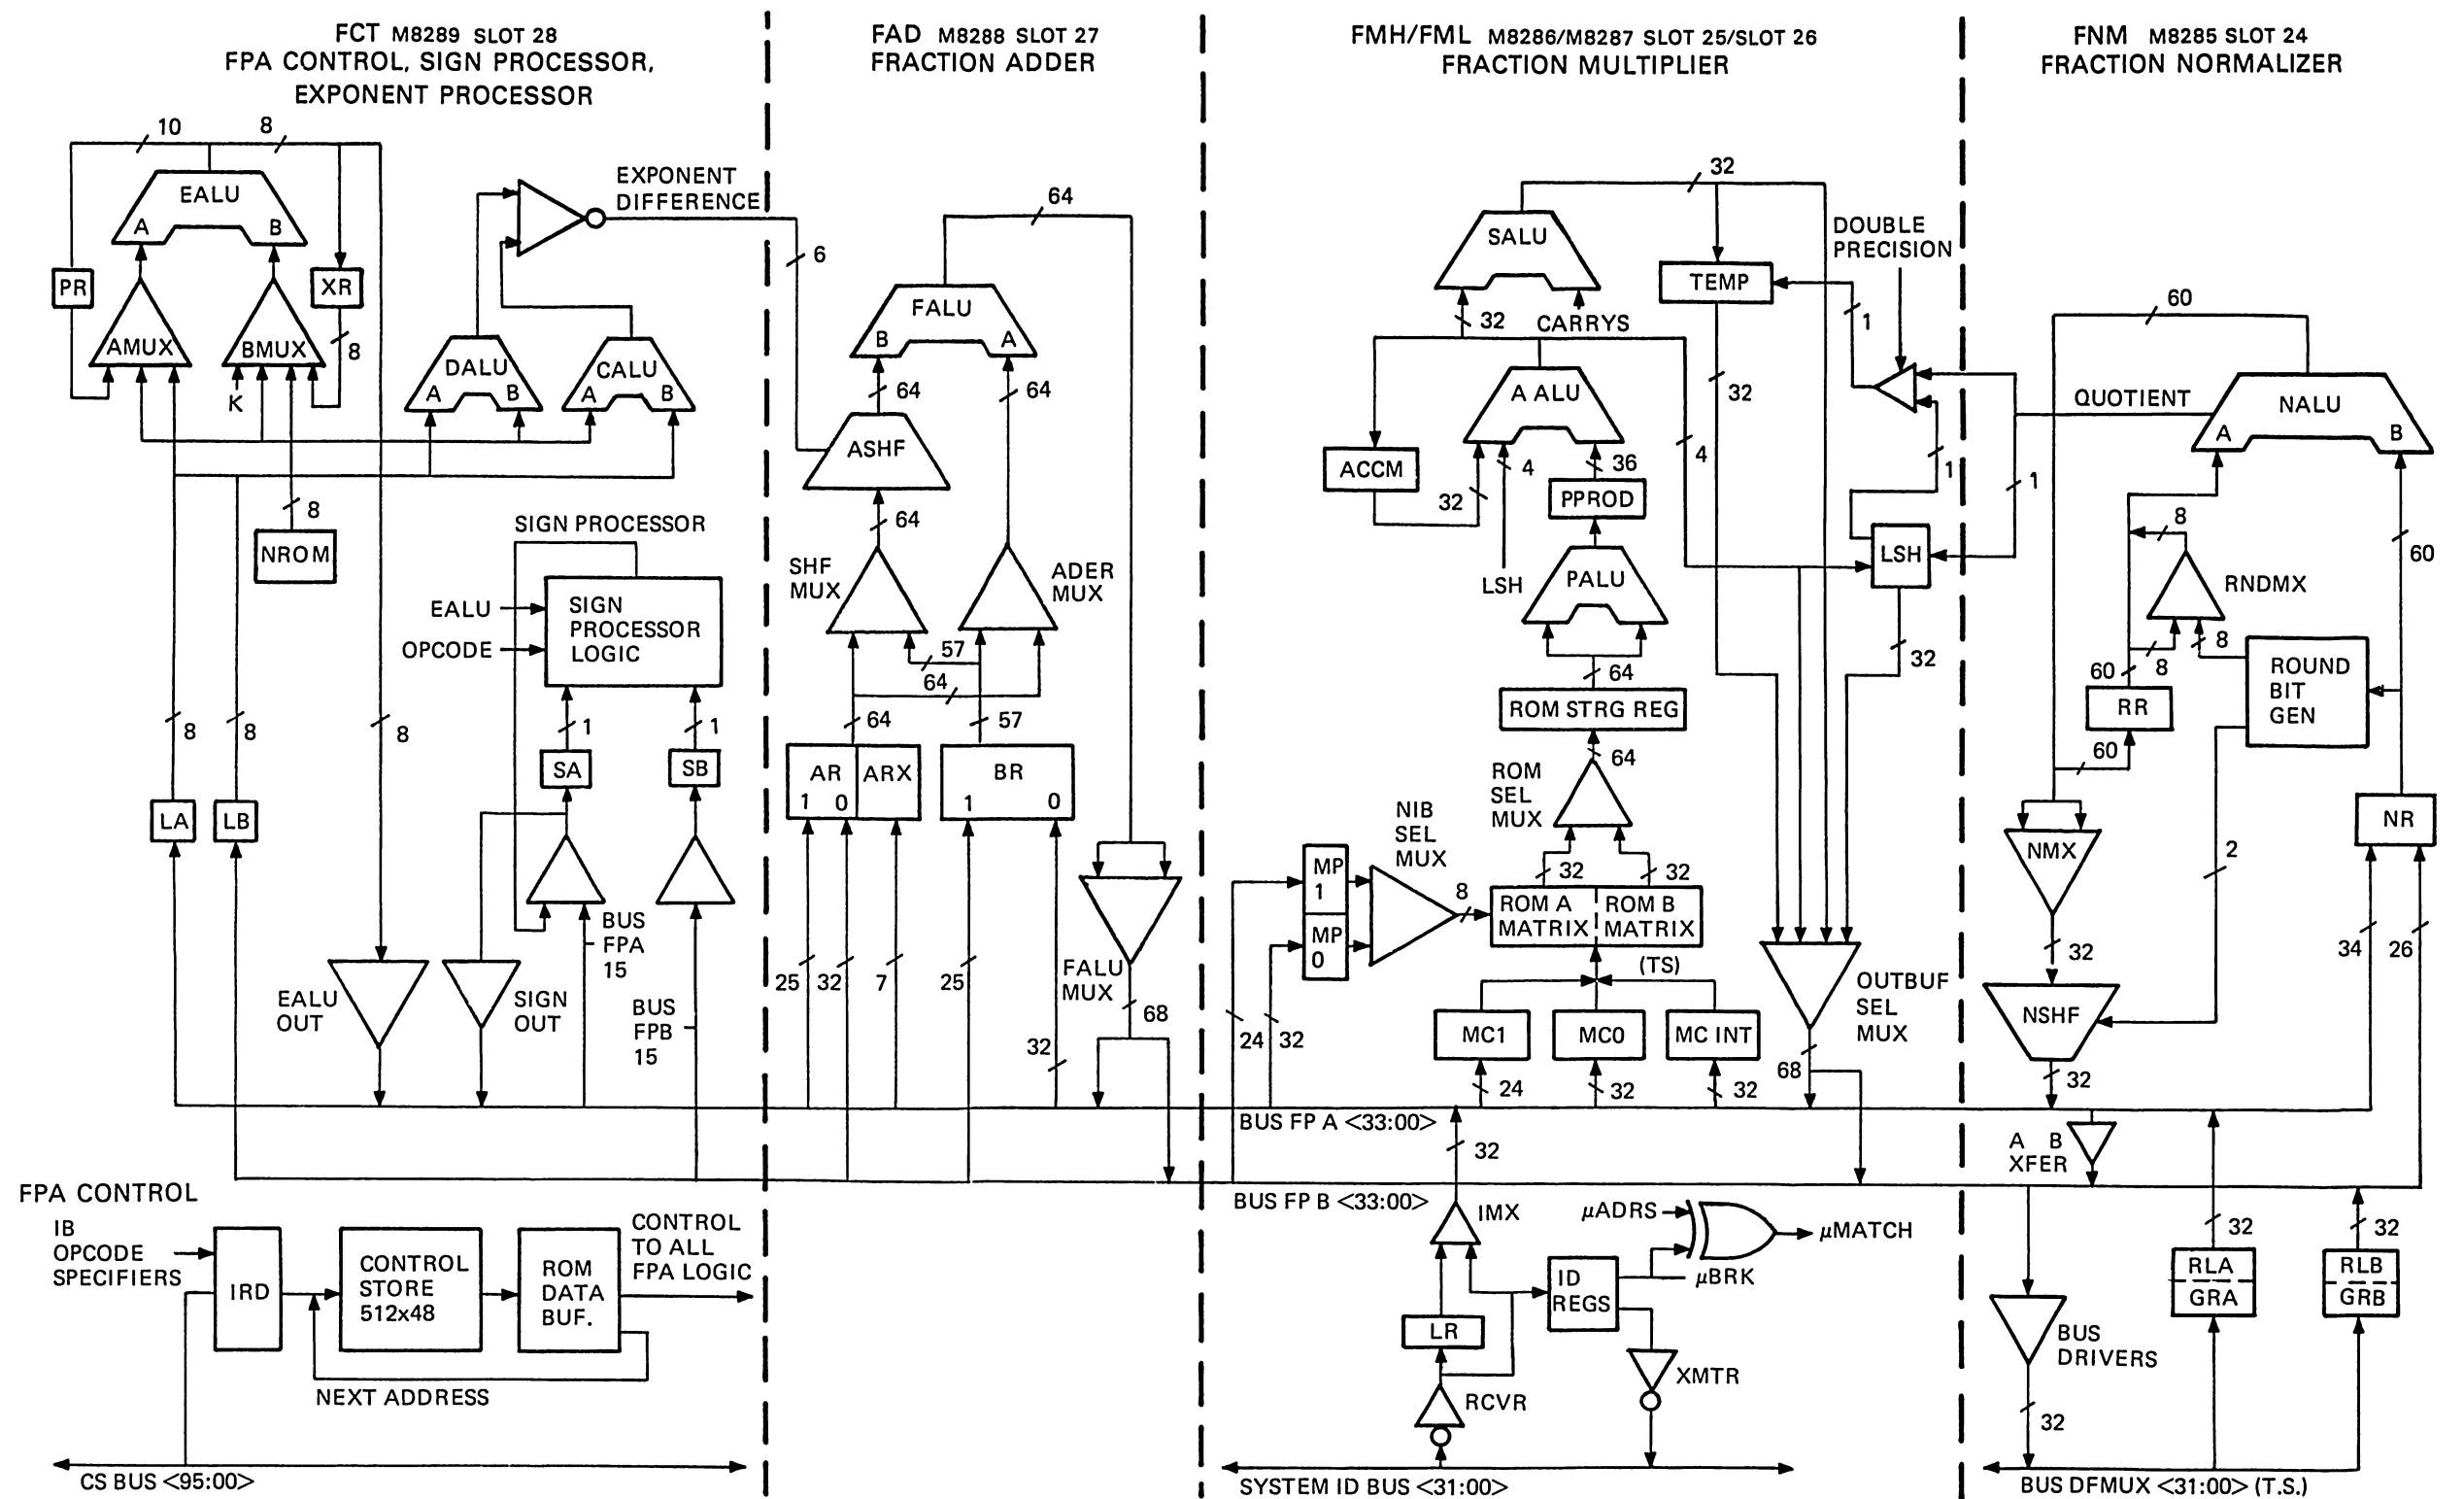 FCT M8289 SLOT 28
FPA CONTROL, SIGN PROCESSOR,
EXPONENT PROCESSOR
10
8
EALU
A
B
PR
XR
AMUX
BMUX
8
K
EXPONENT
DIFFERENCE
DALU
A
B
CALU
A
B
8
NROM
SIGN PROCESSOR
EALU
OPCODE
SIGN
PROCESSOR
LOGIC
8
8
8
1
1
SA
SB
LA
LB
BUS
FPA
15
EALU
OUT
SIGN
OUT
BUS
FPB
15
FPA CONTROL
IB
OPCODE
SPECIFIERS
IRD
CONTROL
STORE
512x48
ROM
DATA
BUF.
CONTROL
TO ALL
FPA LOGIC
NEXT ADDRESS
CS BUS <95:00>
FAD M8288 SLOT 27
FRACTION ADDER
6
64
FALU
B
A
64
64
ASHF
64
SHF
MUX
ADER
MUX
57
64
64
57
AR
1 0
ARX
BR
1
0
25
32
7
25
32
FALU
MUX
68
FMH/FML M8286/M8287 SLOT 25/SLOT 26
FRACTION MULTIPLIER
32
SALU
32
CARRYS
TEMP
DOUBLE
PRECISION
1
A ALU
ACCM
32
4
36
32
4
1
PPROD
LSH
PALU
LSH
64
32
ROM STRG REG
64
ROM
SEL
MUX
NIB
SEL
MUX
MP
1
MP
0
8
32
32
ROM A
MATRIX
ROM B
MATRIX
(TS)
MC1
MC0
MC INT
24
32
24
32
32
OUTBUF
SEL
MUX
68
BUS FP A <33:00>
32
BUS FP B <33:00>
IMX
μADRS
μMATCH
μBRK
ID
REGS
LR
RCVR
XMTR
SYSTEM ID BUS <31:00>
FNM M8285 SLOT 24
FRACTION NORMALIZER
60
QUOTIENT
NALU
A
B
1
8
60
RNDMX
8
8
60
RR
60
ROUND
BIT
GEN
NR
NMX
2
32
34
26
NSHF
32
A B
XFER
32
32
RLA
GRA
RLB
GRB
BUS
DRIVERS
32
BUS DFMUX <31:00> (T.S.)